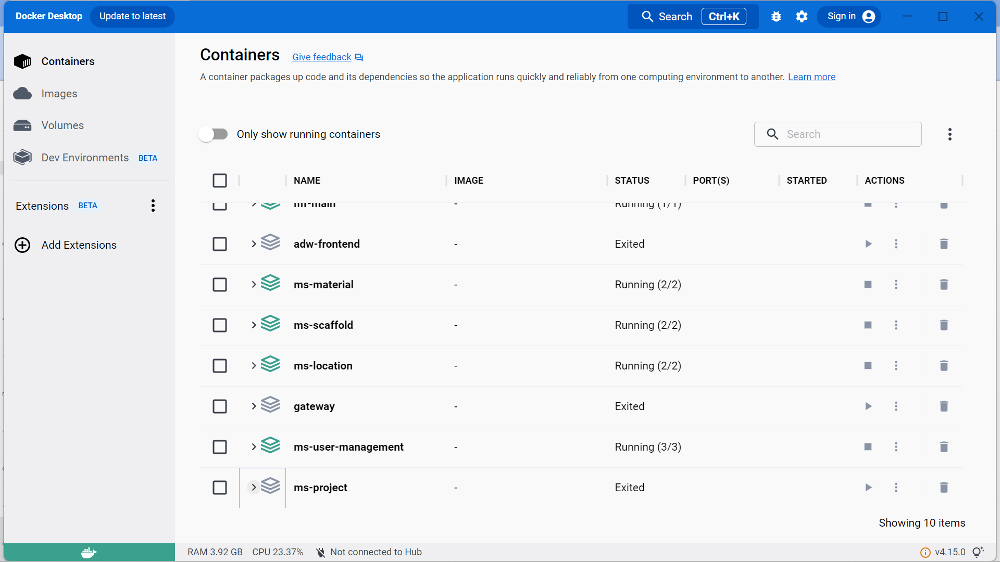 Docker Desktop Update to latest Search Ctrl+K Sign in
Containers
Images
Volumes
Dev Environments BETA
Extensions BETA
Add Extensions
Containers Give feedback
A container packages up code and its dependencies so the application runs quickly and reliably from one computing environment to another. Learn more
Only show running containers Search
NAME IMAGE STATUS PORT(S) STARTED ACTIONS
mf-main - Running (1/1)
adw-frontend - Exited
ms-material - Running (2/2)
ms-scaffold - Running (2/2)
ms-location - Running (2/2)
gateway - Exited
ms-user-management - Running (3/3)
ms-project - Exited
Showing 10 items
RAM 3.92 GB CPU 23.37% Not connected to Hub v4.15.0